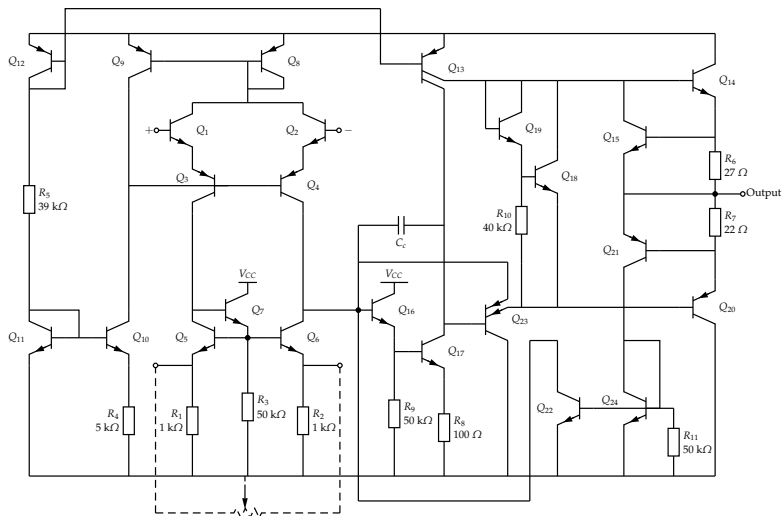 Q12
Q9
Q8
Q13
Q14
+
Q1
Q2
−
Q19
Q15
Q3
Q4
Q18
R6
27 Ω
Output
R5
39 kΩ
R10
40 kΩ
R7
22 Ω
Cc
Q21
VCC
VCC
Q7
Q16
Q23
Q20
Q11
Q10
Q5
Q6
Q17
R4
5 kΩ
R1
1 kΩ
R3
50 kΩ
R2
1 kΩ
R9
50 kΩ
R8
100 Ω
Q22
Q24
R11
50 kΩ